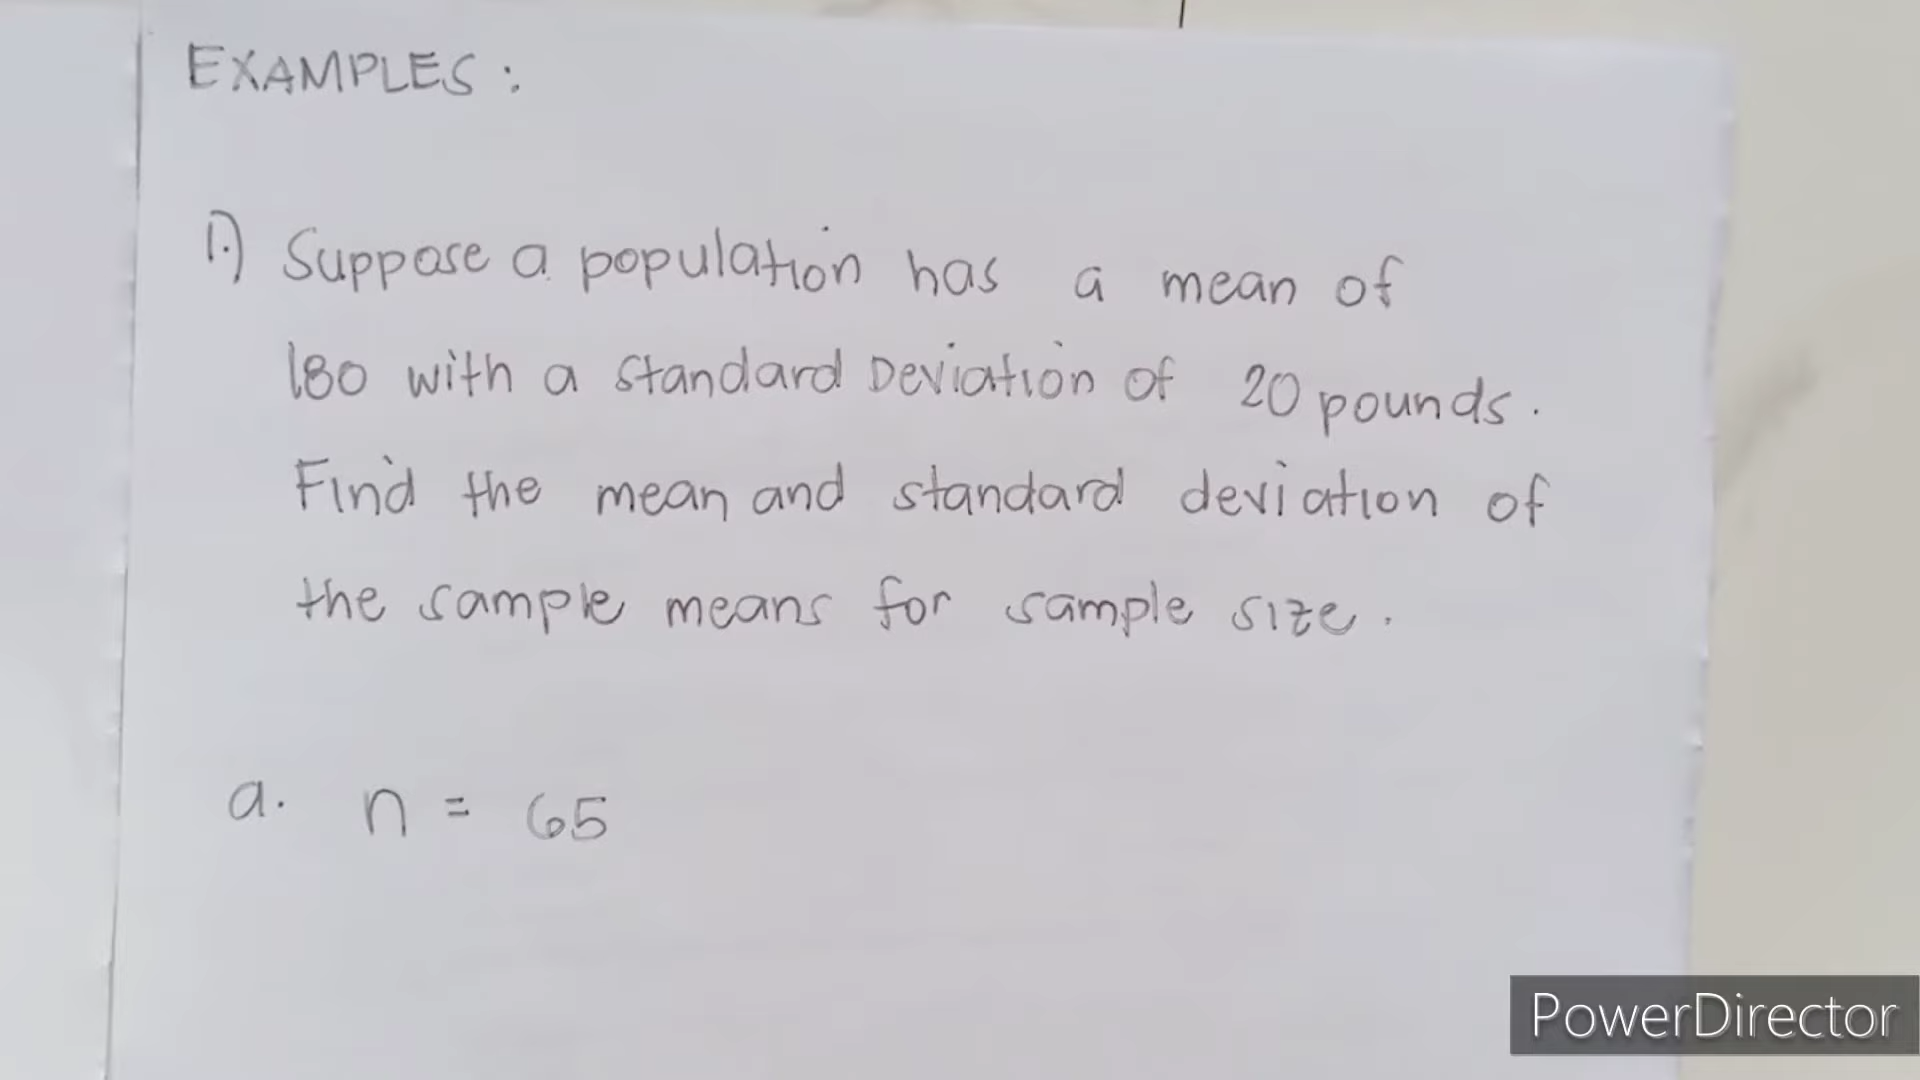 EXAMPLES:
1.) Suppose a population has a mean of
180 with a standard Deviation of 20 pounds.
Find the mean and standard deviation of
the sample means for sample size.
a. n = 65
PowerDirector